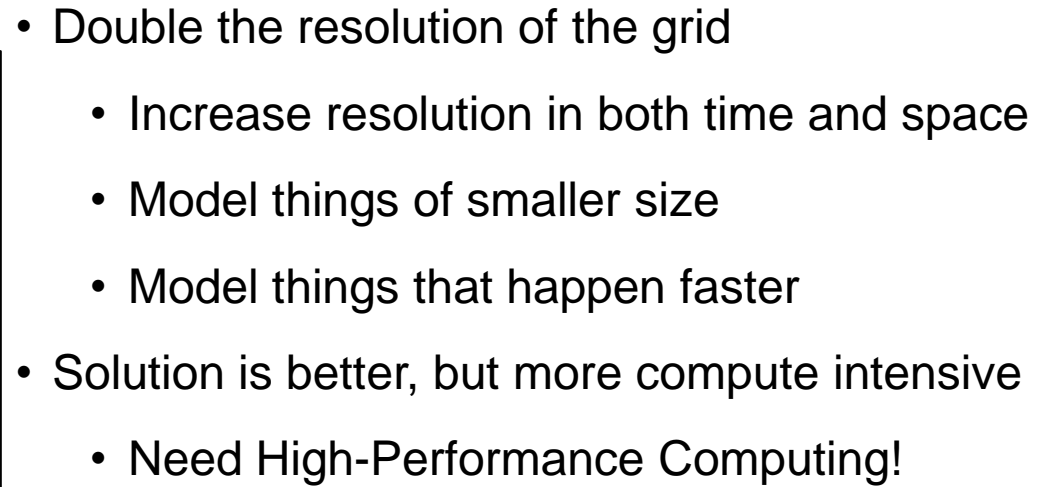 • Double the resolution of the grid
• Increase resolution in both time and space
• Model things of smaller size
• Model things that happen faster
• Solution is better, but more compute intensive
• Need High-Performance Computing!